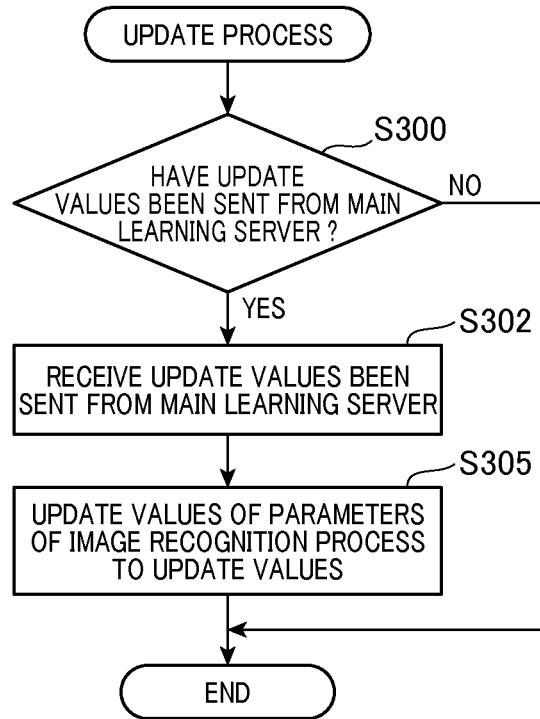 UPDATE PROCESS
S300
HAVE UPDATE
VALUES BEEN SENT FROM MAIN
LEARNING SERVER ?
NO
YES
S302
RECEIVE UPDATE VALUES BEEN
SENT FROM MAIN LEARNING SERVER
S305
UPDATE VALUES OF PARAMETERS
OF IMAGE RECOGNITION PROCESS
TO UPDATE VALUES
END